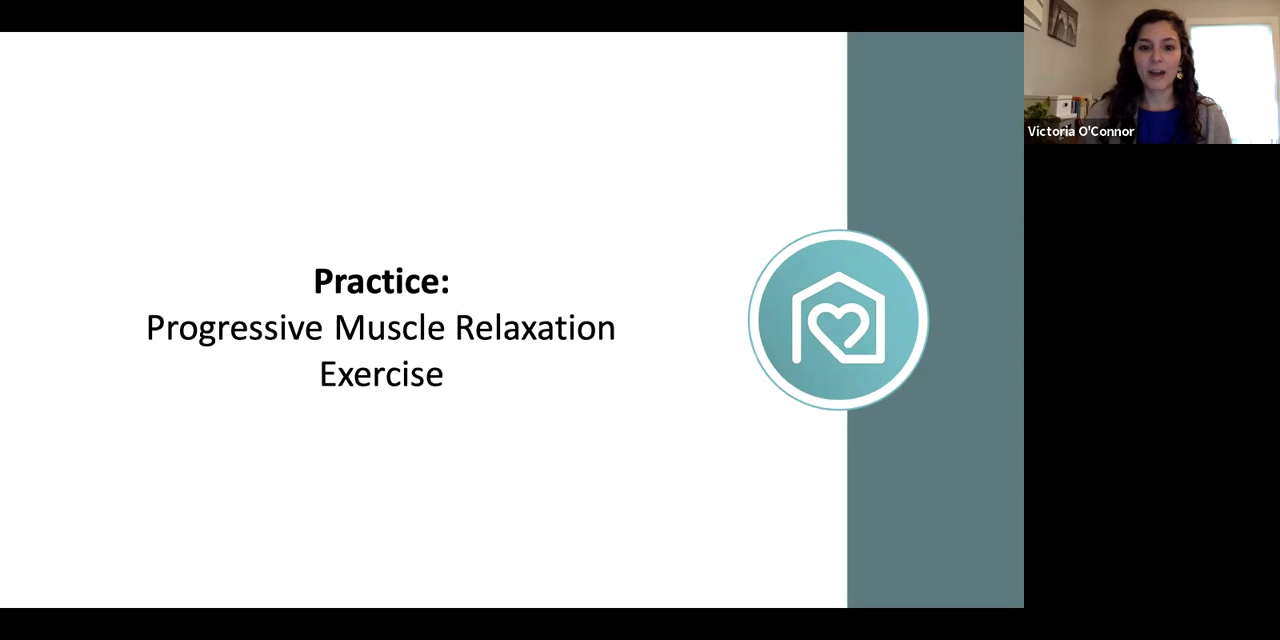 Practice:
Progressive Muscle Relaxation
Exercise
Victoria O'Connor